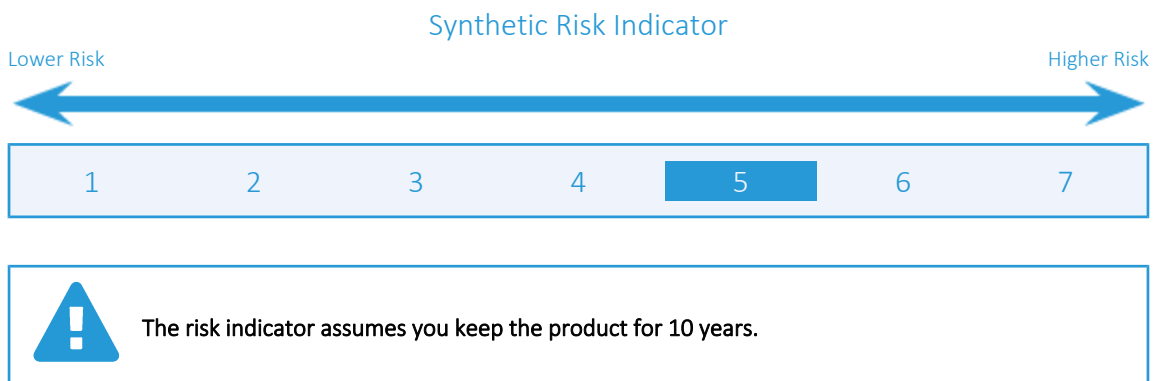 Synthetic Risk Indicator
Lower Risk Higher Risk
1 2 3 4 5 6 7
The risk indicator assumes you keep the product for 10 years.